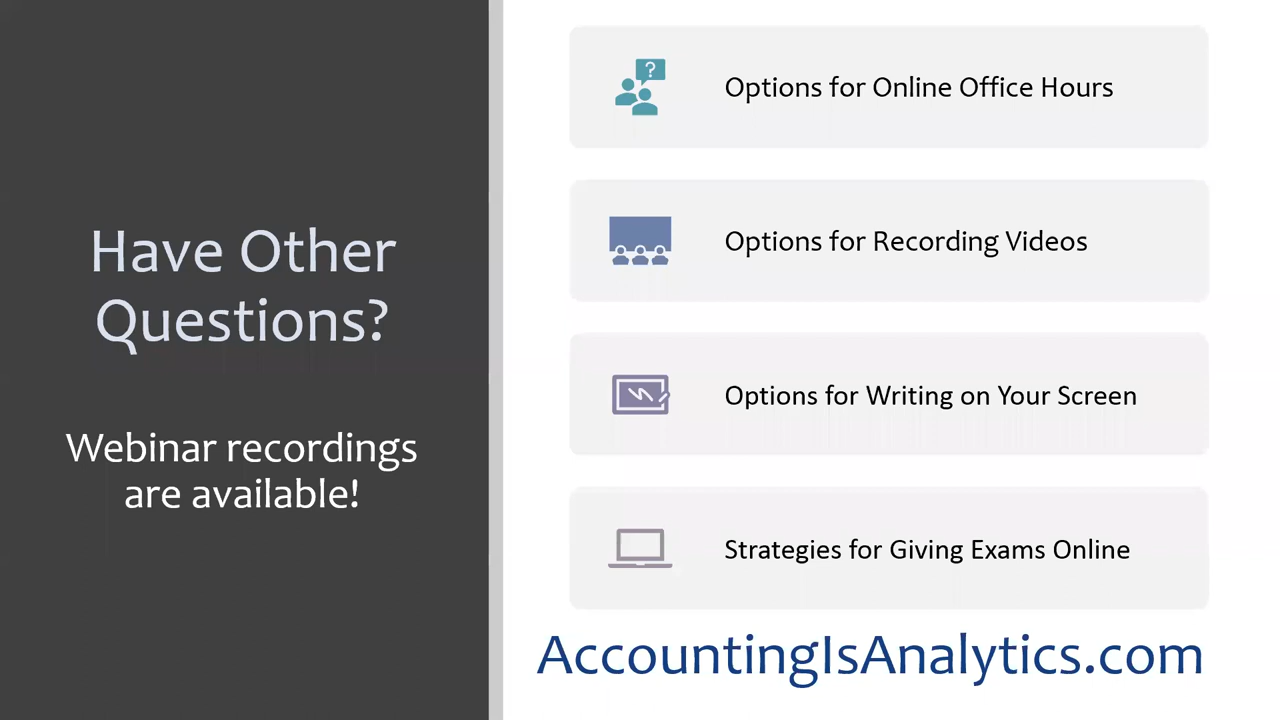 Have Other
Questions?
Webinar recordings
are available!
?
Options for Online Office Hours
Options for Recording Videos
Options for Writing on Your Screen
Strategies for Giving Exams Online
AccountingIsAnalytics.com